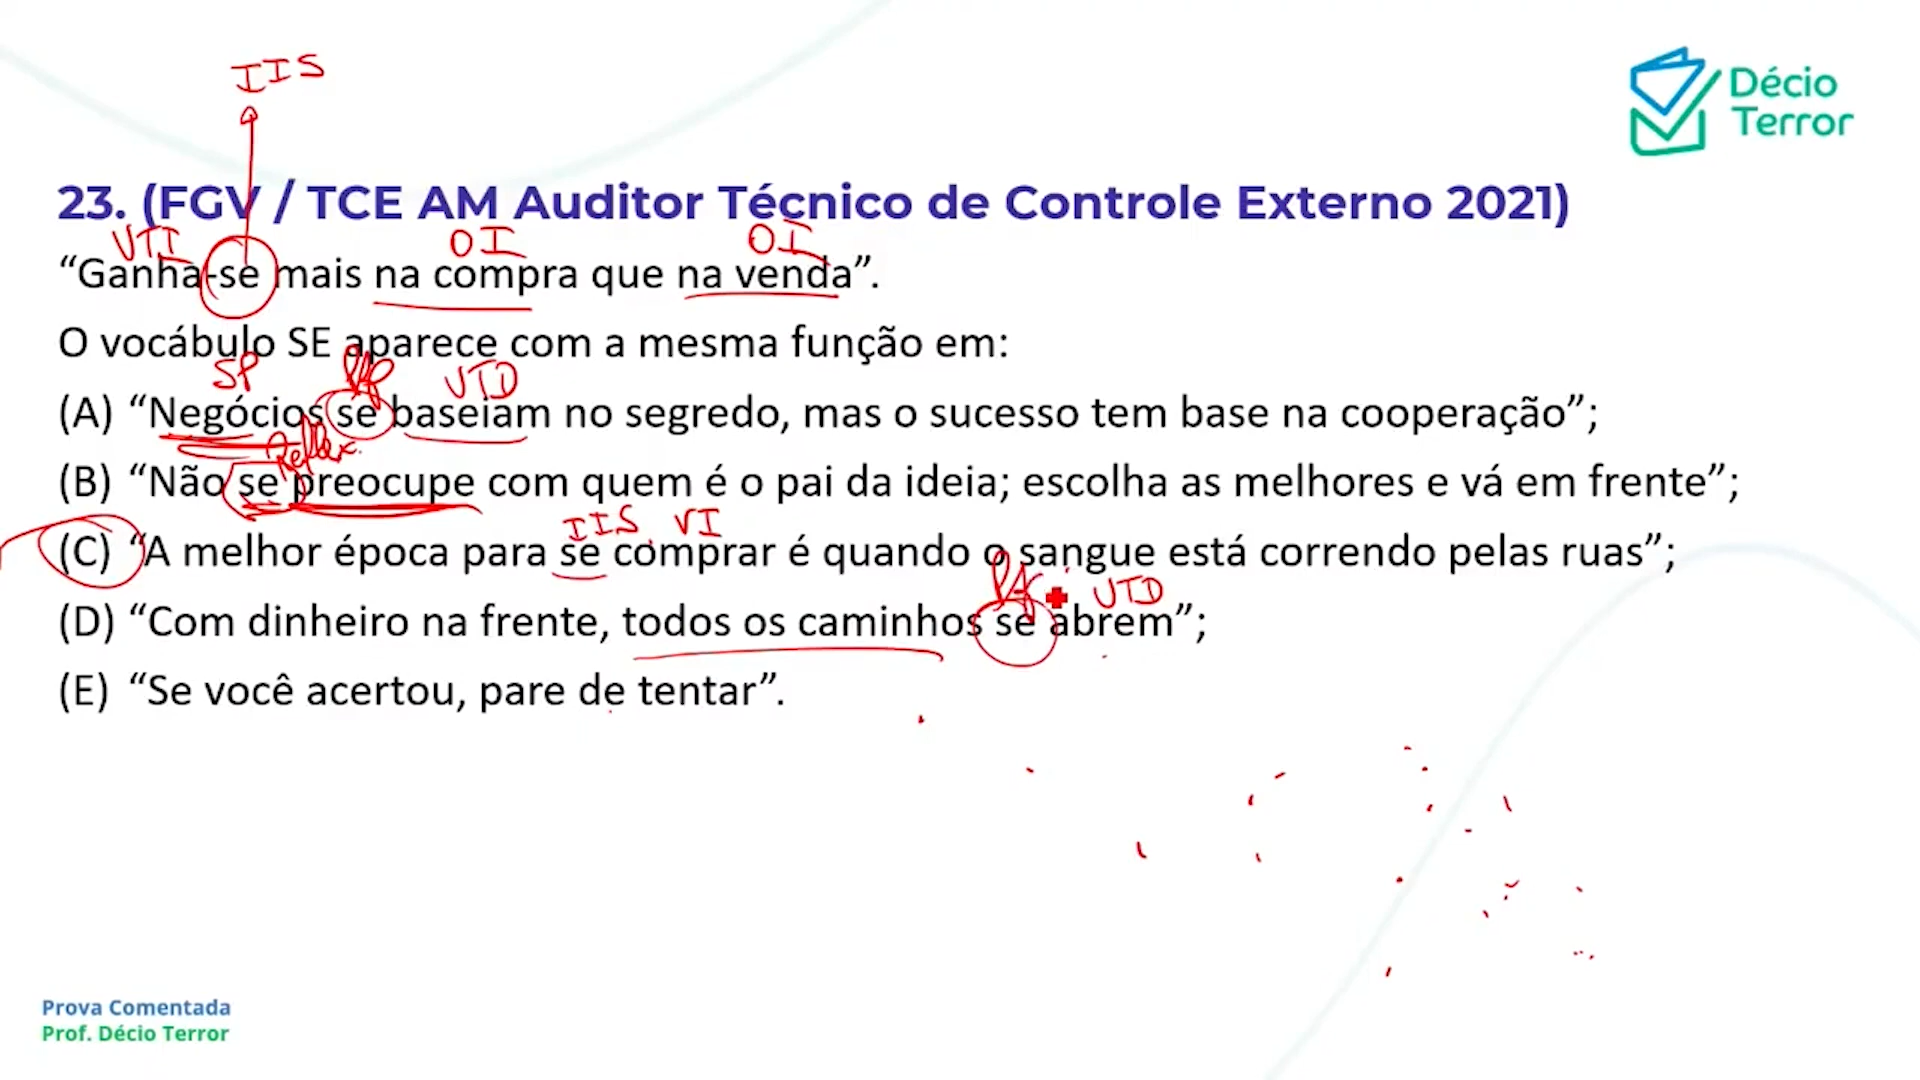 IIS
Décio
Terror
23. (FGV / TCE AM Auditor Técnico de Controle Externo 2021)
VTI OI OI
“Ganha-se mais na compra que na venda”.
O vocábulo SE aparece com a mesma função em:
SP PAp VTD
(A) “Negócios se baseiam no segredo, mas o sucesso tem base na cooperação”;
Reflex.
(B) “Não se preocupe com quem é o pai da ideia; escolha as melhores e vá em frente”;
IIS VI
(C) “A melhor época para se comprar é quando o sangue está correndo pelas ruas”;
VTD
(D) “Com dinheiro na frente, todos os caminhos se abrem”;
(E) “Se você acertou, pare de tentar”.
Prova Comentada
Prof. Décio Terror